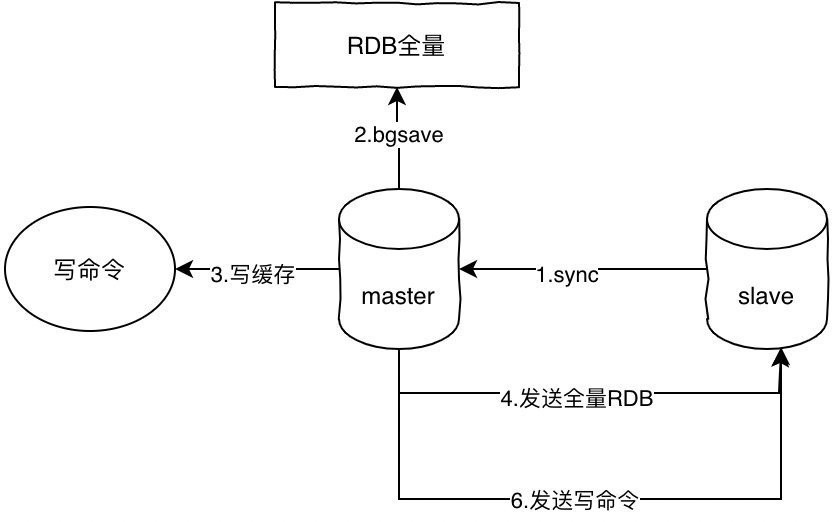 RDB全量
2.bgsave
写命令
3.写缓存
master
1.sync
slave
4.发送全量RDB
6.发送写命令